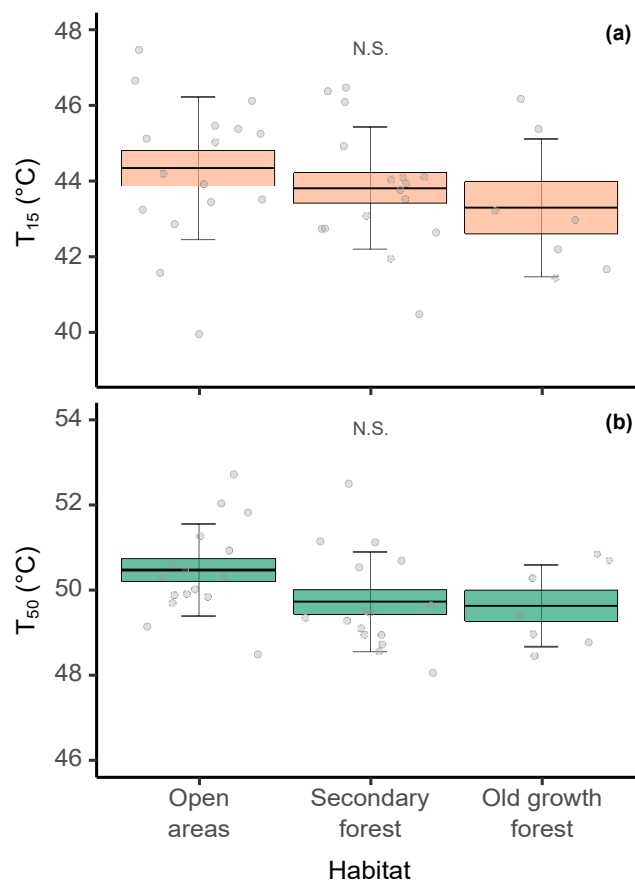 (a)
N.S.
48
46
44
42
40
T15 (°C)
(b)
N.S.
54
52
50
48
46
T50 (°C)
Open areas
Secondary forest
Old growth forest
Habitat